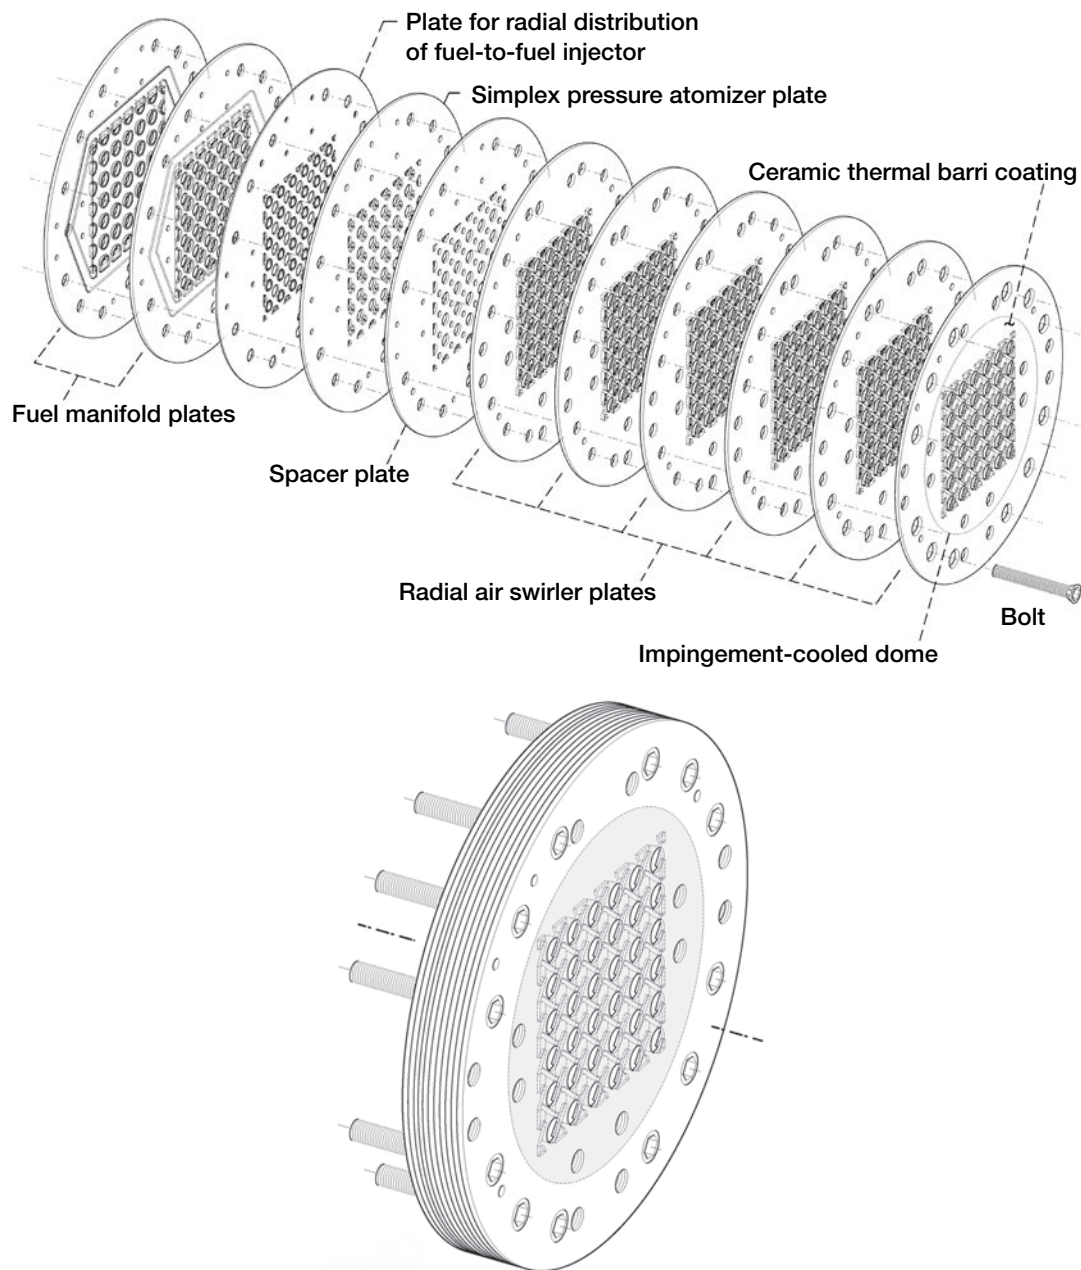 Plate for radial distribution
of fuel-to-fuel injector
Simplex pressure atomizer plate
Ceramic thermal barri coating
Fuel manifold plates
Spacer plate
Radial air swirler plates
Bolt
Impingement-cooled dome